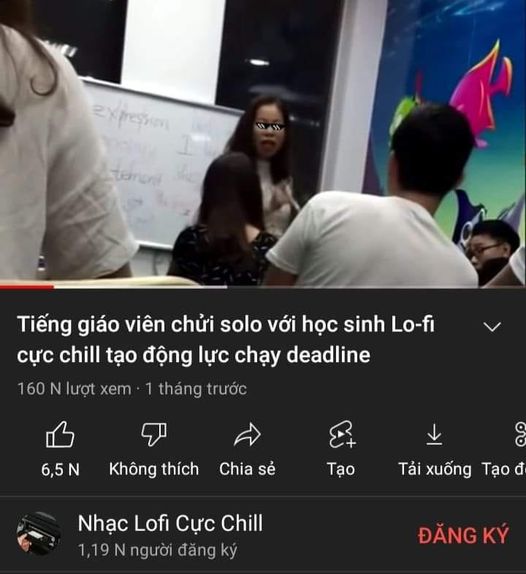 expression
Tiếng giáo viên chửi solo với học sinh Lo-fi
cực chill tạo động lực chạy deadline
160 N lượt xem · 1 tháng trước
6,5 N Không thích Chia sẻ Tạo Tải xuống Tạo đ
Nhạc Lofi Cực Chill
1,19 N người đăng ký
ĐĂNG KÝ